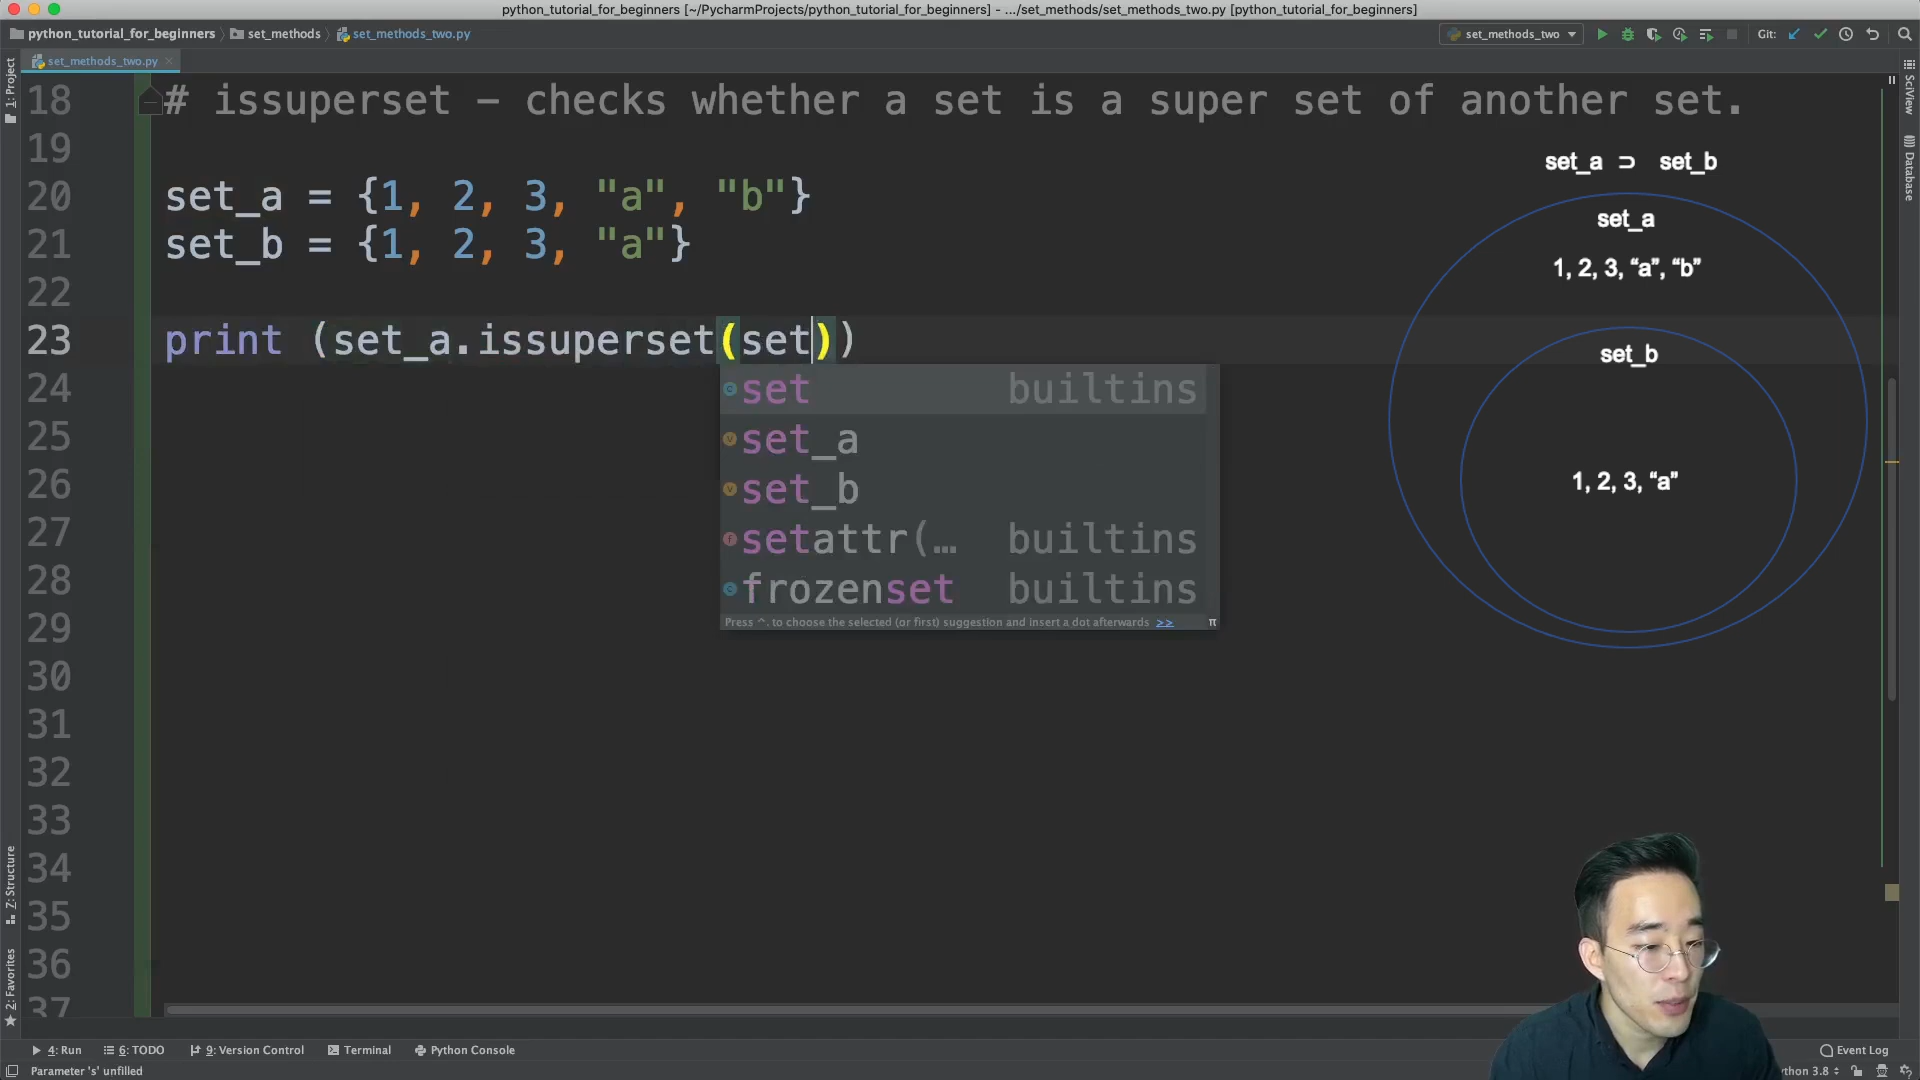 python_tutorial_for_beginners [~/PycharmProjects/python_tutorial_for_beginners] - .../set_methods/set_methods_two.py [python_tutorial_for_beginners]
python_tutorial_for_beginners set_methods set_methods_two.py
set_methods_two Git:
set_methods_two.py
1: Project
SciView
Database
18 # issuperset - checks whether a set is a super set of another set.
19
20 set_a = {1, 2, 3, "a", "b"}
21 set_b = {1, 2, 3, "a"}
22
23 print (set_a.issuperset(set))
24
25
26
27
28
29
30
31
32
33
34
35
36
37
set builtins
set_a
set_b
setattr(… builtins
frozenset builtins
Press ^. to choose the selected (or first) suggestion and insert a dot afterwards >> π
set_a ⊃ set_b
set_a
1, 2, 3, “a”, “b”
set_b
1, 2, 3, “a”
Z: Structure
2: Favorites
4: Run 6: TODO 9: Version Control Terminal Python Console Event Log
Parameter 's' unfilled
thon 3.8